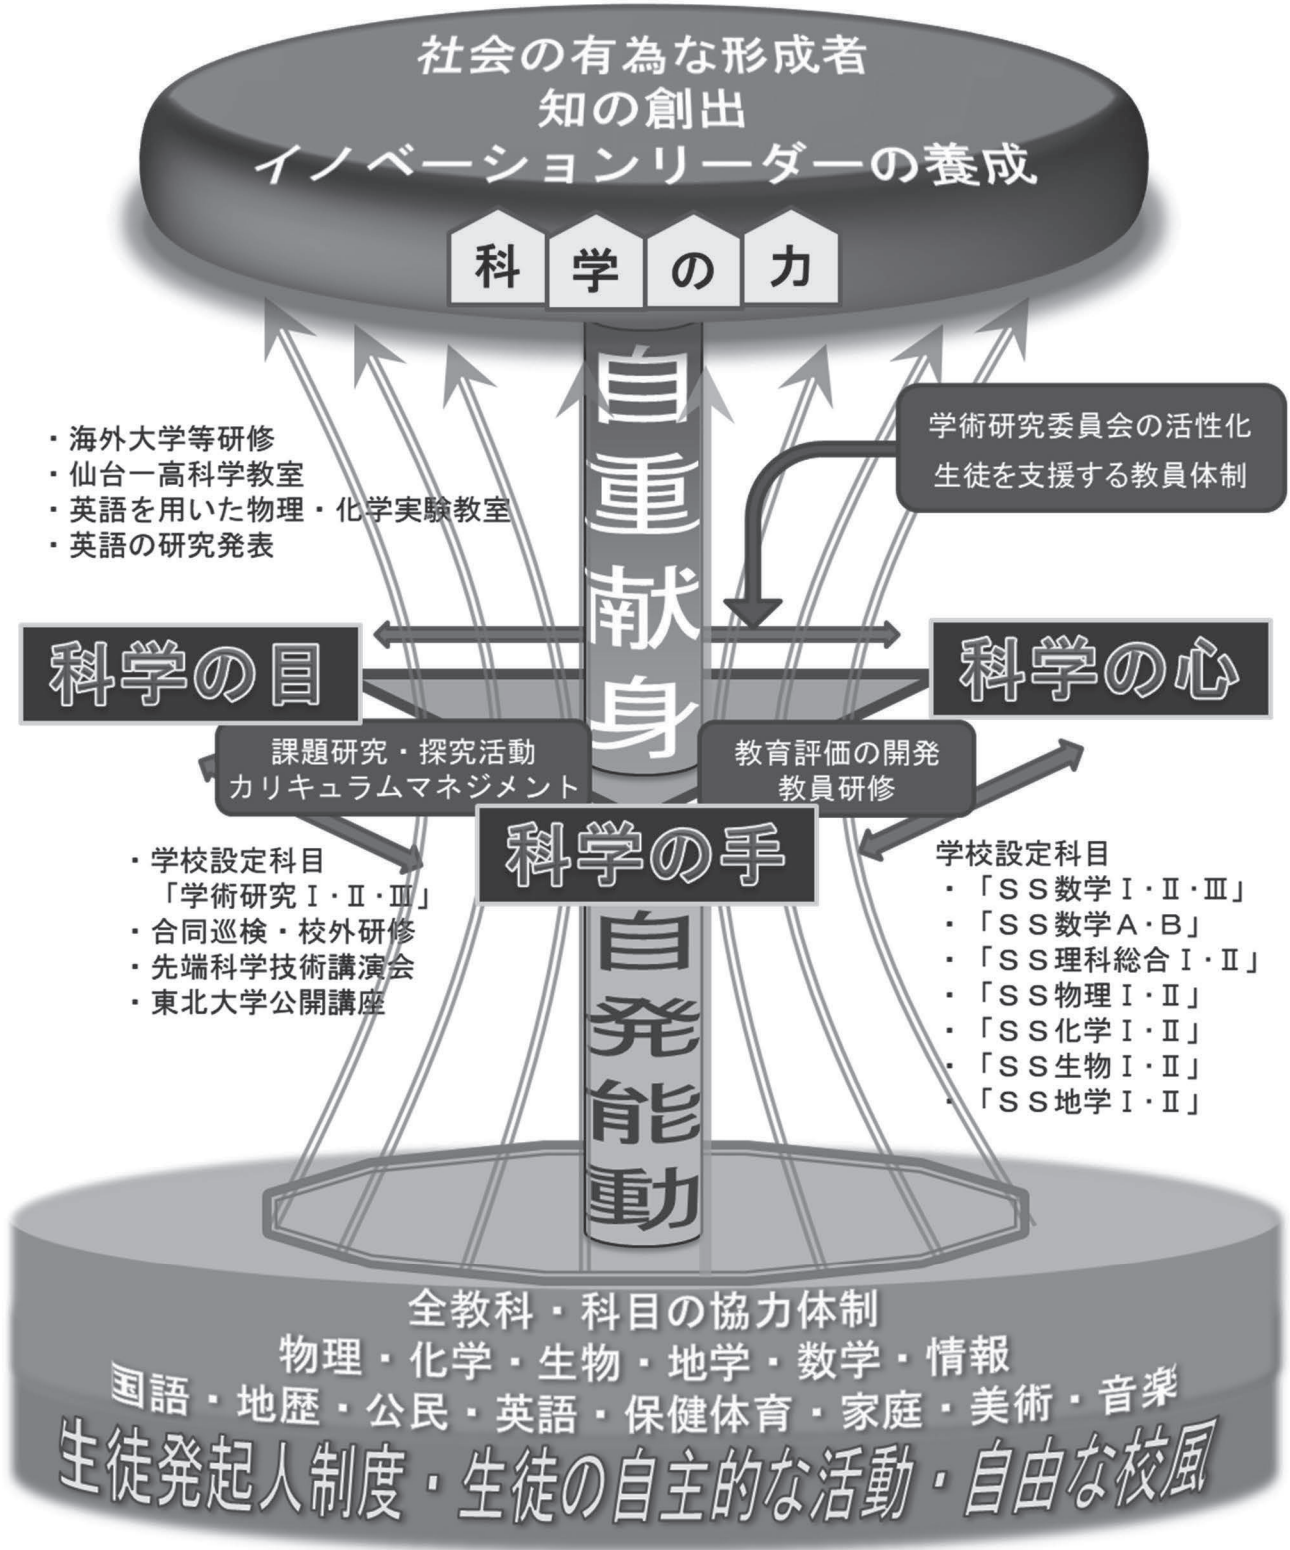 社会の有為な形成者
知の創出
イノベーションリーダーの養成
科学の力
自重献身
学術研究委員会の活性化
生徒を支援する教員体制
・海外大学等研修
・仙台一高科学教室
・英語を用いた物理・化学実験教室
・英語の研究発表
科学の目
科学の心
課題研究・探究活動
カリキュラムマネジメント
教育評価の開発
教員研修
科学の手
・学校設定科目
「学術研究Ⅰ・Ⅱ・Ⅲ」
・合同巡検・校外研修
・先端科学技術講演会
・東北大学公開講座
学校設定科目
・「ＳＳ数学Ⅰ・Ⅱ・Ⅲ」
・「ＳＳ数学Ａ・Ｂ」
・「ＳＳ理科総合Ⅰ・Ⅱ」
・「ＳＳ物理Ⅰ・Ⅱ」
・「ＳＳ化学Ⅰ・Ⅱ」
・「ＳＳ生物Ⅰ・Ⅱ」
・「ＳＳ地学Ⅰ・Ⅱ」
自発能動
全教科・科目の協力体制
物理・化学・生物・地学・数学・情報
国語・地歴・公民・英語・保健体育・家庭・美術・音楽
生徒発起人制度・生徒の自主的な活動・自由な校風